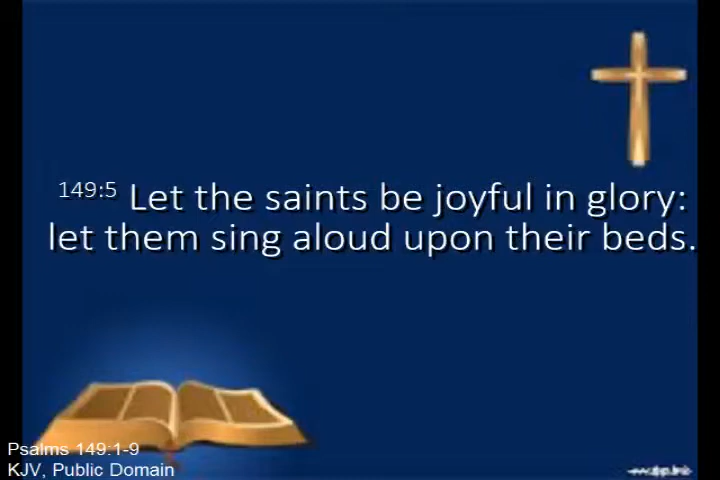 149:5 Let the saints be joyful in glory:
let them sing aloud upon their beds.
Psalms 149:1-9
KJV, Public Domain